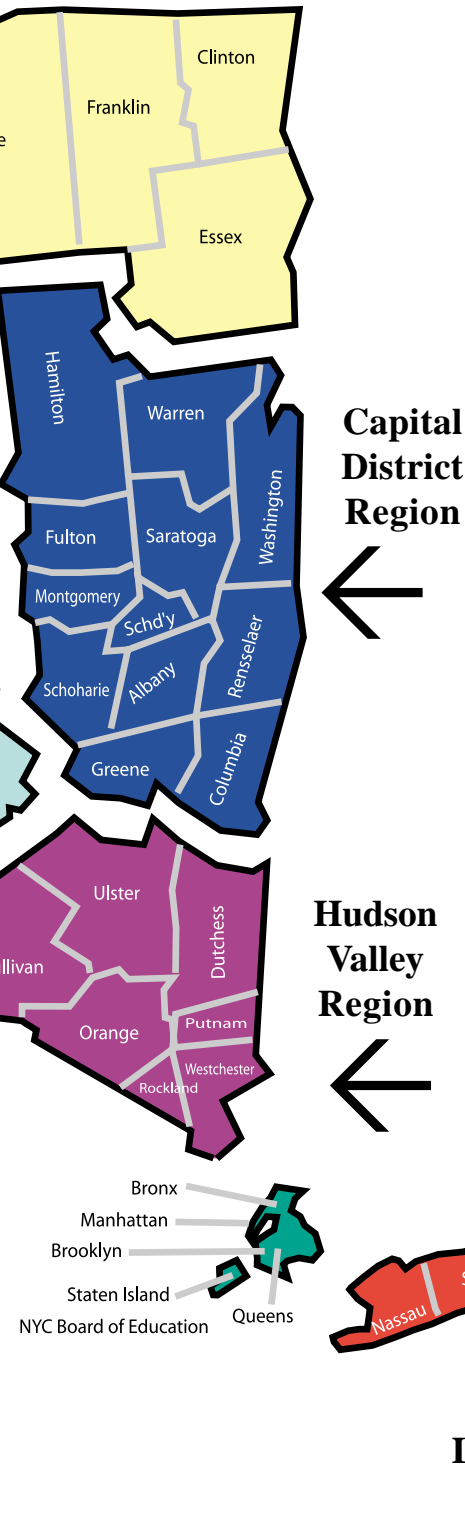 Clinton
Franklin
e
Essex
Hamilton
Warren
Capital
District
Region
Washington
Fulton
Saratoga
Montgomery
Schd'y
Rensselaer
Schoharie
Albany
Greene
Columbia
Ulster
Dutchess
Hudson
Valley
Region
llivan
Orange
Putnam
Westchester
Rockland
Bronx
Manhattan
Brooklyn
Staten Island
Queens
NYC Board of Education
Nassau